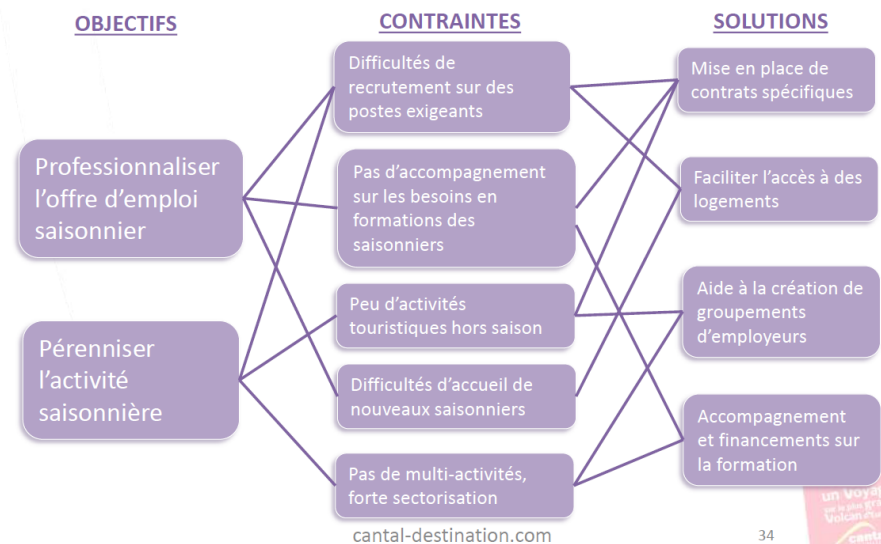 OBJECTIFS
CONTRAINTES
SOLUTIONS
Professionnaliser
l'offre d'emploi
saisonnier
Pérenniser
l'activité
saisonnière
Difficultés de
recrutement sur des
postes exigeants
Pas d'accompagnement
sur les besoins en
formations des
saisonniers
Peu d'activités
touristiques hors saison
Difficultés d'accueil de
nouveaux saisonniers
Pas de multi-activités,
forte sectorisation
Mise en place de
contrats spécifiques
Faciliter l'accès à des
logements
Aide à la création de
groupements
d'employeurs
Accompagnement
et financements sur
la formation
cantal-destination.com
34
un Voya
Volcan